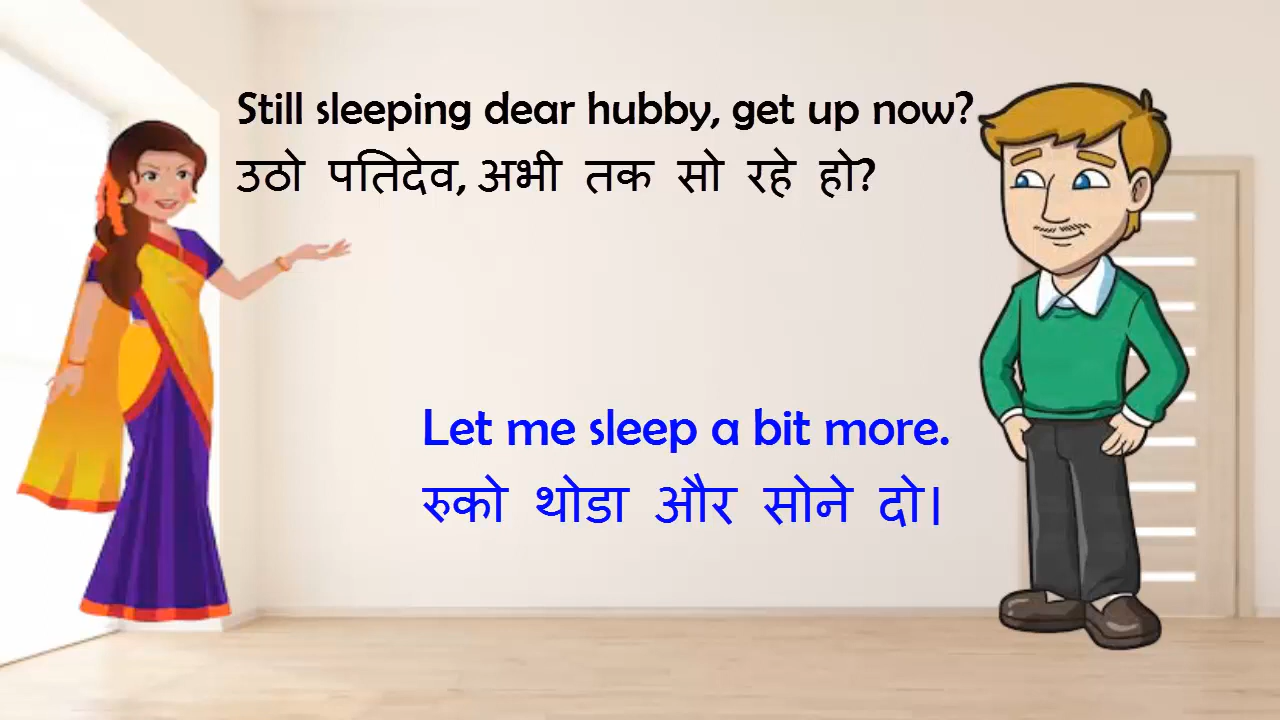 Still sleeping dear hubby, get up now?
उठो पतिदेव, अभी तक सो रहे हो?
Let me sleep a bit more.
रुको थोडा और सोने दो।